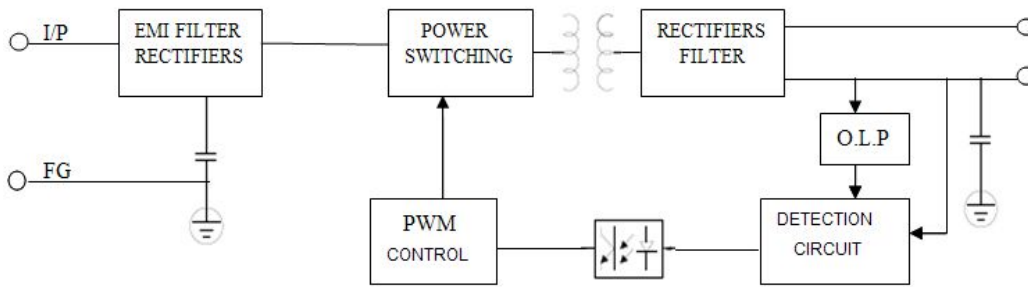 I/P
EMI FILTER
RECTIFIERS
POWER
SWITCHING
RECTIFIERS
FILTER
O.L.P
FG
PWM
CONTROL
DETECTION
CIRCUIT